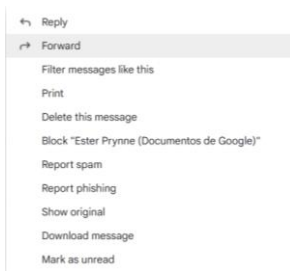 Reply
Forward
Filter messages like this
Print
Delete this message
Block "Ester Prynne (Documentos de Google)"
Report spam
Report phishing
Show original
Download message
Mark as unread